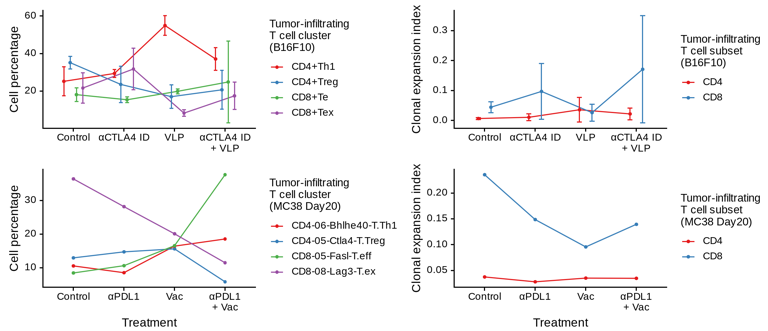 Cell percentage
60
40
20
Control
αCTLA4 ID
VLP
αCTLA4 ID
+ VLP
Tumor-infiltrating
T cell cluster
(B16F10)
CD4+Th1
CD4+Treg
CD8+Te
CD8+Tex
Clonal expansion index
0.3
0.2
0.1
0.0
Control
αCTLA4 ID
VLP
αCTLA4 ID
+ VLP
Tumor-infiltrating
T cell subset
(B16F10)
CD4
CD8
Cell percentage
30
20
10
Control
αPDL1
Vac
αPDL1
+ Vac
Treatment
Tumor-infiltrating
T cell cluster
(MC38 Day20)
CD4-06-Bhlhe40-T.Th1
CD4-05-Ctla4-T.Treg
CD8-05-Fasl-T.eff
CD8-08-Lag3-T.ex
Clonal expansion index
0.20
0.15
0.10
0.05
Control
αPDL1
Vac
αPDL1
+ Vac
Treatment
Tumor-infiltrating
T cell subset
(MC38 Day20)
CD4
CD8